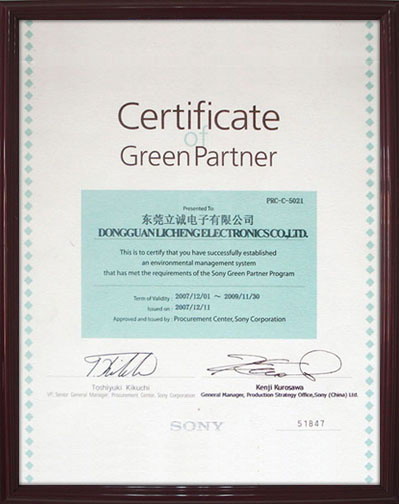 Certificate
of
Green Partner
PRC-C-5021
Presented To:
东莞立诚电子有限公司
DONGGUAN LICHENG ELECTRONICS CO.,LTD.
This is to certify that you have successfully established
an environmental management system
that has met the requirements of the Sony Green Partner Program
Term of Validity : 2007/12/01 ~ 2009/11/30
Issued on : 2007/12/11
Approved and Issued by : Procurement Center, Sony Corporation
Toshiyuki Kikuchi
VP, Senior General Manager, Procurement Center, Sony Corporation
Kenji Kurosawa
General Manager, Production Strategy Office,Sony (China) Ltd.
SONY
51847